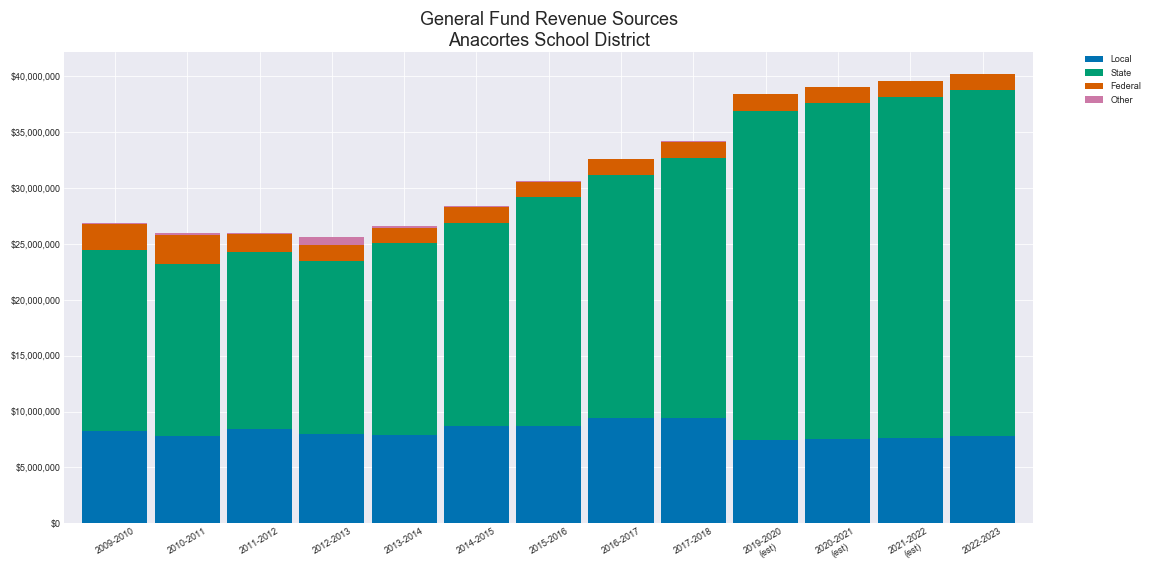 General Fund Revenue Sources
Anacortes School District
$40,000,000
$35,000,000
$30,000,000
$25,000,000
$20,000,000
$15,000,000
$10,000,000
$5,000,000
$0
2009-2010
2010-2011
2011-2012
2012-2013
2013-2014
2014-2015
2015-2016
2016-2017
2017-2018
2019-2020
(est)
2020-2021
(est)
2021-2022
(est)
2022-2023
Local
State
Federal
Other